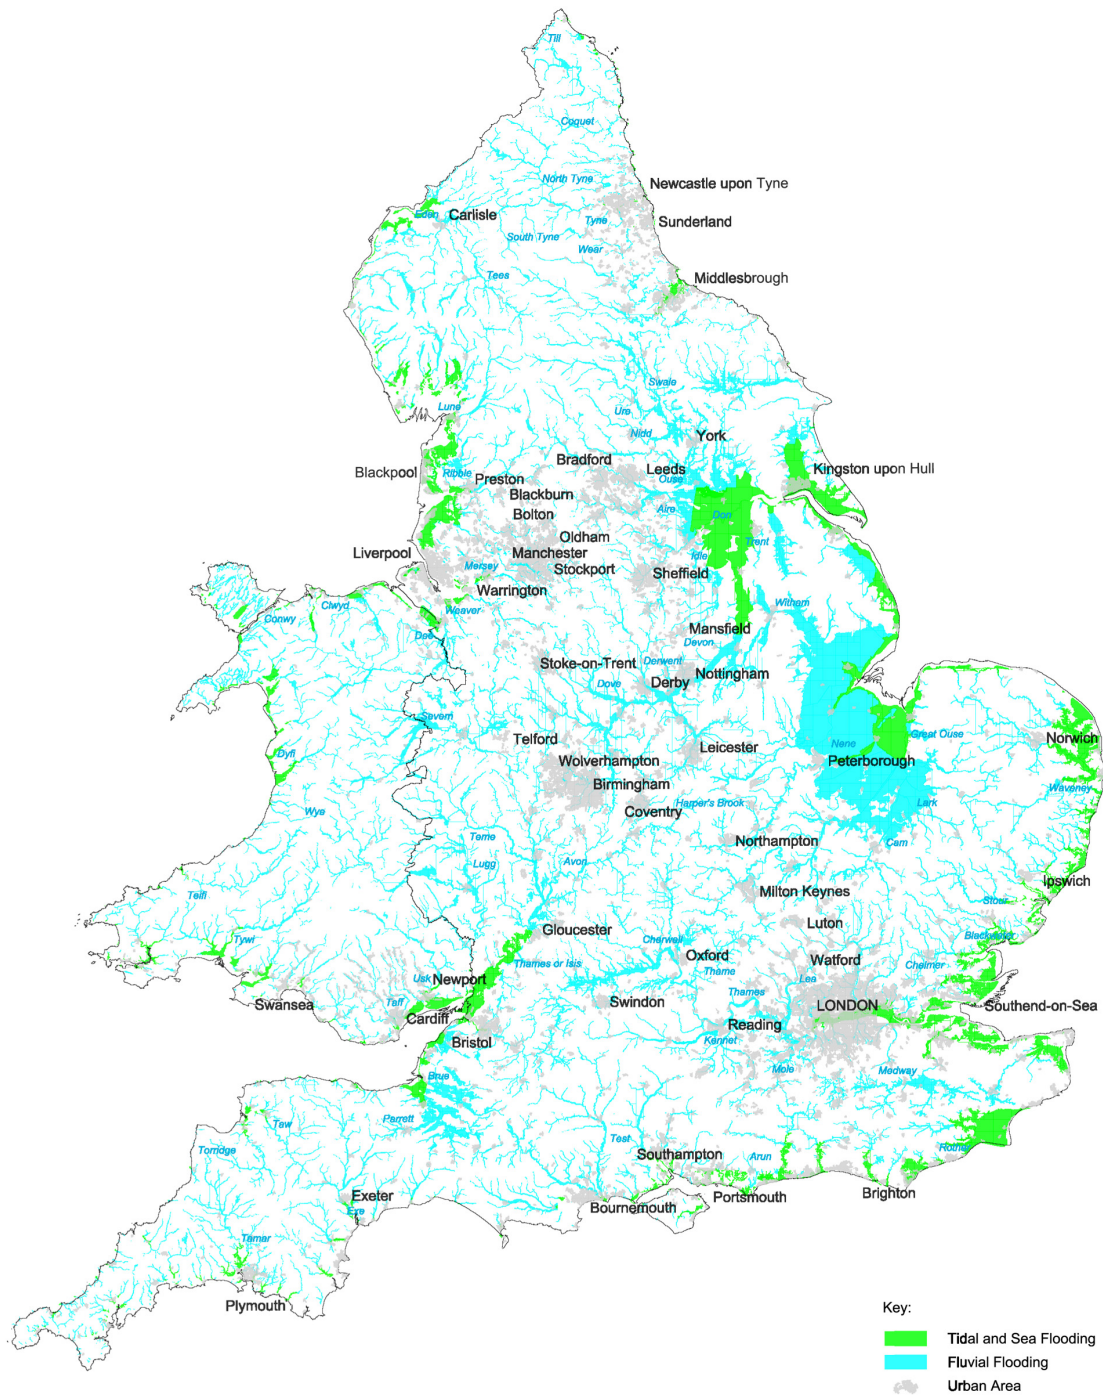 Till
Coquet
North Tyne
Newcastle upon Tyne
Eden
Carlisle
Tyne
Sunderland
South Tyne
Wear
Tees
Middlesbrough
Swale
Lune
Ure
Nidd
York
Bradford
Leeds
Kingston upon Hull
Blackpool
Ribble
Preston
Ouse
Blackburn
Bolton
Aire
Don
Oldham
Trent
Liverpool
Manchester
Idle
Mersey
Stockport
Sheffield
Warrington
Clwyd
Weaver
Witham
Conwy
Dee
Mansfield
Devon
Stoke-on-Trent
Derwent
Nottingham
Dove
Derby
Severn
Telford
Leicester
Nene
Great Ouse
Norwich
Dyfi
Wolverhampton
Peterborough
Birmingham
Waveney
Wye
Coventry
Harper's Brook
Lark
Teme
Northampton
Cam
Lugg
Avon
Ipswich
Teifi
Milton Keynes
Stour
Luton
Gloucester
Tywi
Cherwell
Blackwater
Oxford
Watford
Thames or Isis
Thame
Chelmer
Usk
Newport
Lea
Thames
Swansea
Taff
Swindon
LONDON
Southend-on-Sea
Cardiff
Reading
Bristol
Kennet
Brue
Mole
Medway
Parrett
Taw
Test
Torridge
Southampton
Arun
Rother
Exeter
Portsmouth
Brighton
Exe
Bournemouth
Tamar
Plymouth
Key:
Tidal and Sea Flooding
Fluvial Flooding
Urban Area